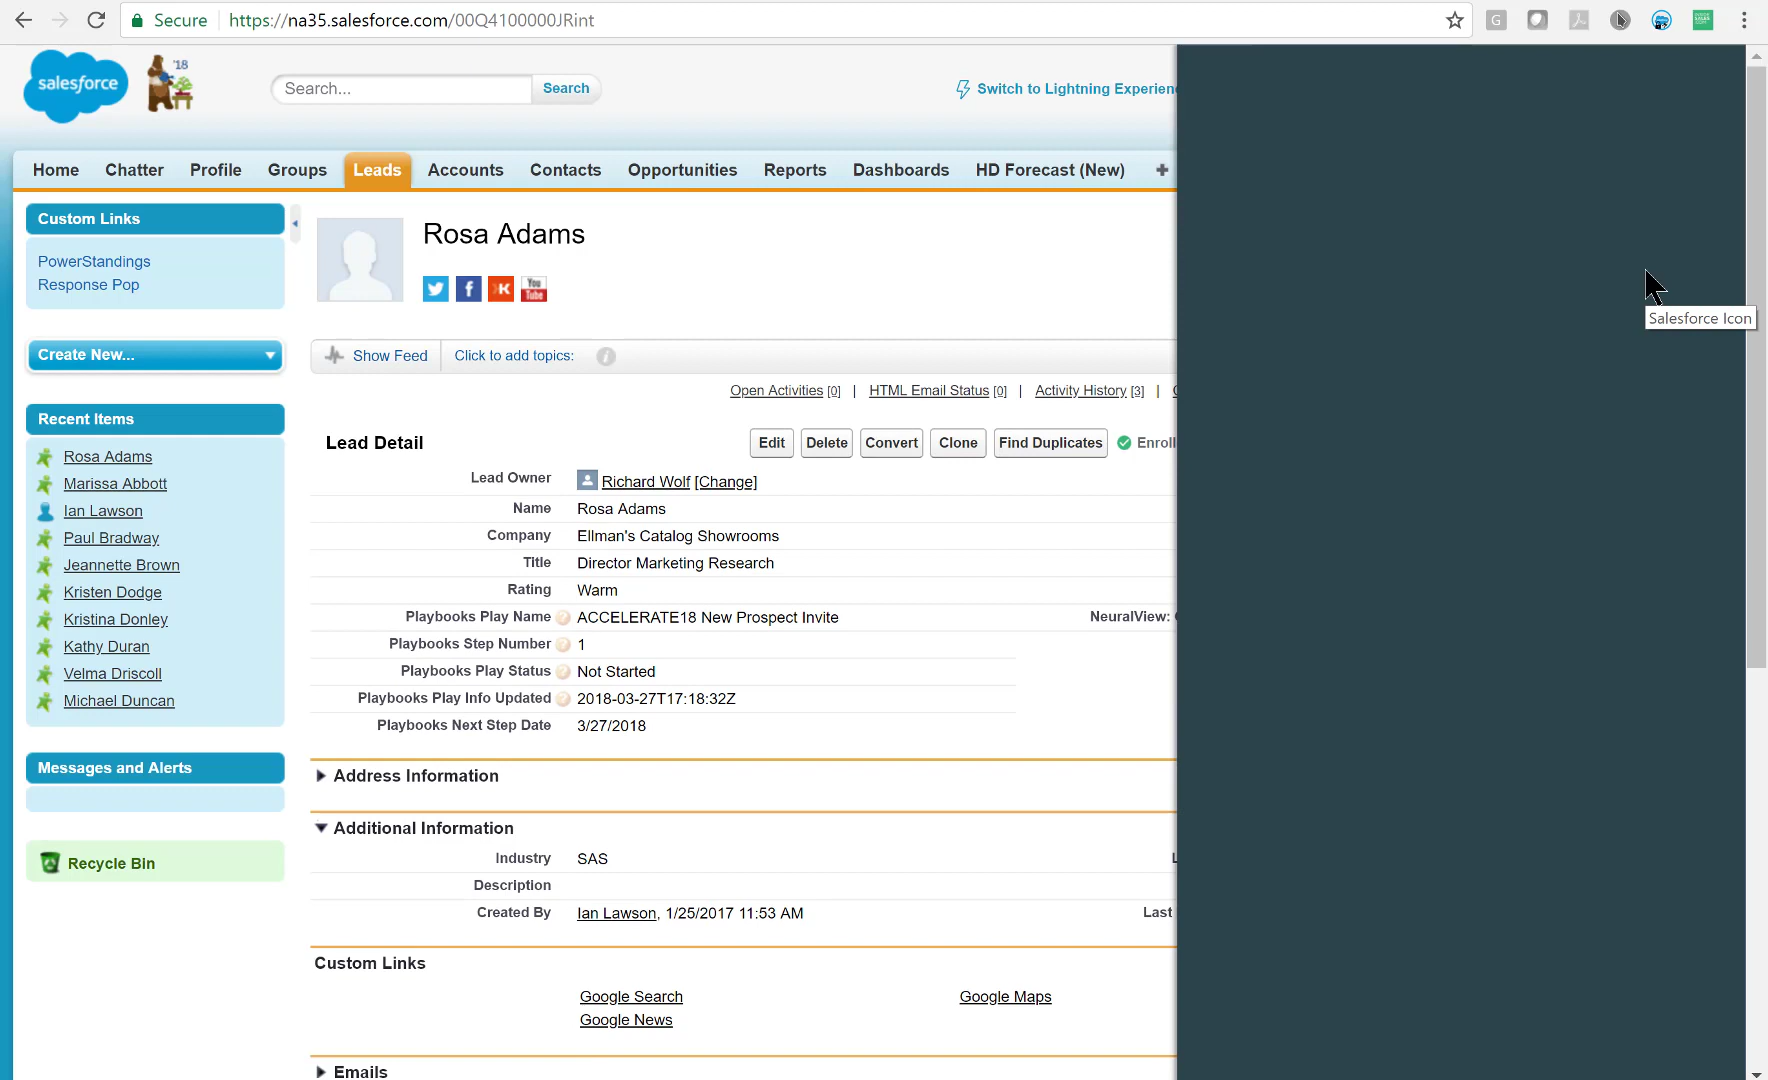 Secure https://na35.salesforce.com/00Q4100000JRint
salesforce
'18
Search...
Search
Switch to Lightning Experien
Home Chatter Profile Groups Leads Accounts Contacts Opportunities Reports Dashboards HD Forecast (New)
Custom Links
PowerStandings
Response Pop
Create New...
Recent Items
Rosa Adams
Marissa Abbott
Ian Lawson
Paul Bradway
Jeannette Brown
Kristen Dodge
Kristina Donley
Kathy Duran
Velma Driscoll
Michael Duncan
Messages and Alerts
Recycle Bin
Rosa Adams
You
Tube
Show Feed Click to add topics:
Open Activities [0] | HTML Email Status [0] | Activity History [3] |
Lead Detail
Edit Delete Convert Clone Find Duplicates Enroll
Lead Owner Richard Wolf [Change]
Name Rosa Adams
Company Ellman's Catalog Showrooms
Title Director Marketing Research
Rating Warm
Playbooks Play Name ? ACCELERATE18 New Prospect Invite NeuralView:
Playbooks Step Number ? 1
Playbooks Play Status ? Not Started
Playbooks Play Info Updated ? 2018-03-27T17:18:32Z
Playbooks Next Step Date 3/27/2018
Address Information
Additional Information
Industry SAS
Description
Created By Ian Lawson, 1/25/2017 11:53 AM Last
Custom Links
Google Search Google Maps
Google News
Emails
Salesforce Icon